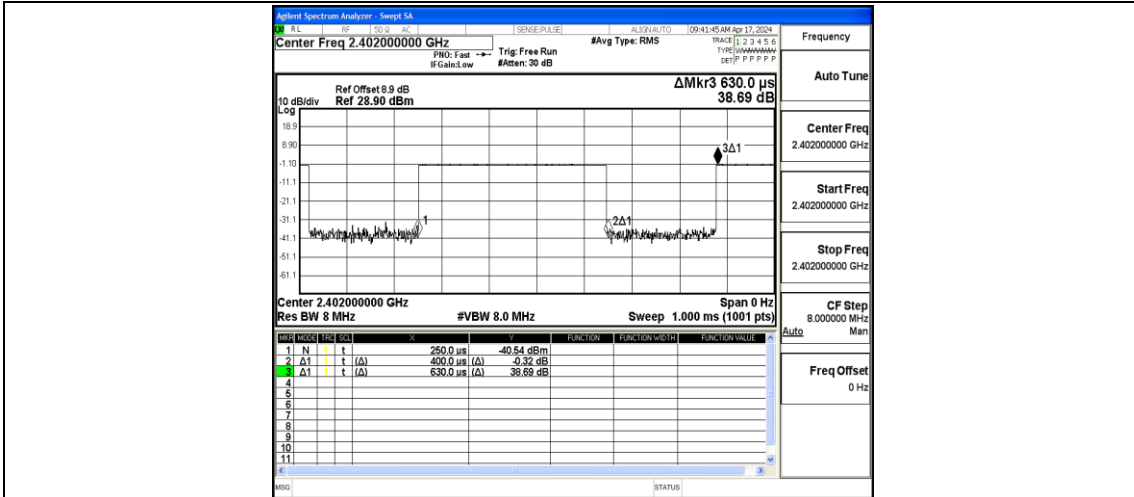 Agilent Spectrum Analyzer - Swept SA
RL RF 50 Ω AC SENSE:PULSE ALIGN AUTO 09:41:45 AM Apr 17, 2024
Center Freq 2.402000000 GHz #Avg Type: RMS TRACE 1 2 3 4 5 6
PNO: Fast Trig: Free Run TYPE
IFGain:Low #Atten: 30 dB DET P P P P P P
Frequency
Auto Tune
Ref Offset 8.9 dB ΔMkr3 630.0 µs
10 dB/div Ref 28.90 dBm 38.69 dB
Log
18.9
8.90
-1.10
-11.1
-21.1
-31.1
-41.1
-51.1
-61.1
1
2Δ1
3Δ1
Center 2.402000000 GHz Span 0 Hz
Res BW 8 MHz #VBW 8.0 MHz Sweep 1.000 ms (1001 pts)
MKR MODE TRC SCL X Y FUNCTION FUNCTION WIDTH FUNCTION VALUE
1 N 1 t 250.0 µs -40.54 dBm
2 Δ1 1 t (Δ) 400.0 µs (Δ) -0.32 dB
3 Δ1 1 t (Δ) 630.0 µs (Δ) 38.69 dB
4
5
6
7
8
9
10
11
MSG STATUS
Center Freq
2.402000000 GHz
Start Freq
2.402000000 GHz
Stop Freq
2.402000000 GHz
CF Step
8.000000 MHz
Auto Man
Freq Offset
0 Hz